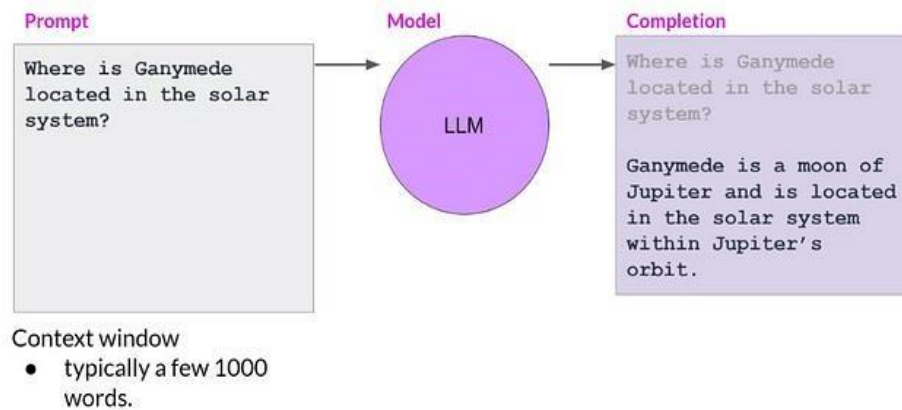 Prompt
Where is Ganymede
located in the solar
system?
Context window
● typically a few 1000
words.
Model
LLM
Completion
Where is Ganymede
located in the solar
system?
Ganymede is a moon of
Jupiter and is located
in the solar system
within Jupiter's
orbit.